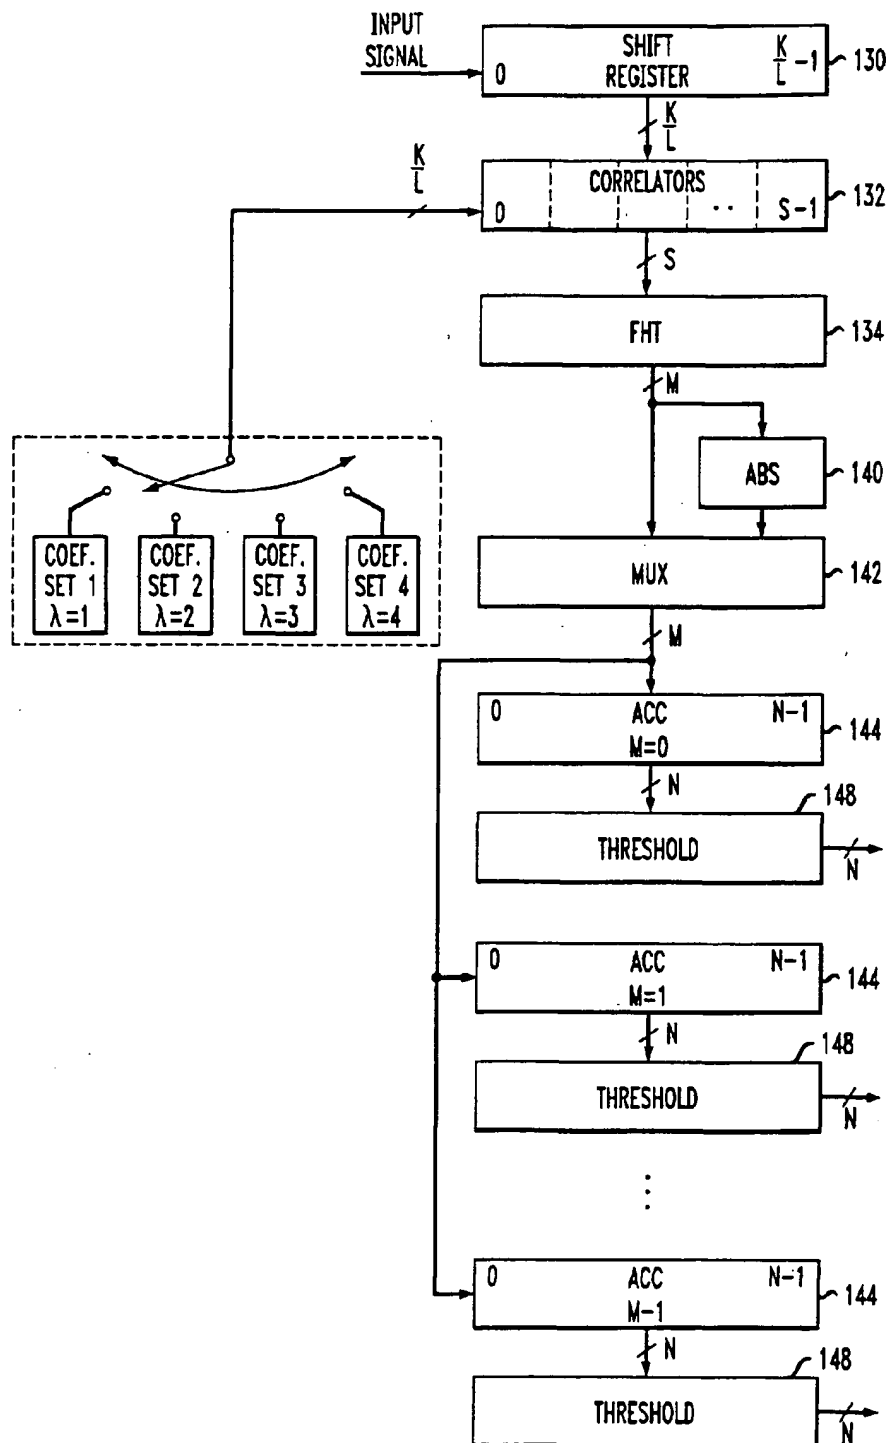 INPUT
SIGNAL
0 SHIFT REGISTER K/L -1
130
K/L
K/L
CORRELATORS
0 .. S-1
132
S
FHT
134
M
ABS
140
COEF. SET 1 λ=1
COEF. SET 2 λ=2
COEF. SET 3 λ=3
COEF. SET 4 λ=4
MUX
142
M
0 ACC N-1
M=0
144
N
148
THRESHOLD
N
0 ACC N-1
M=1
144
N
148
THRESHOLD
N
0 ACC N-1
M-1
144
N
148
THRESHOLD
N